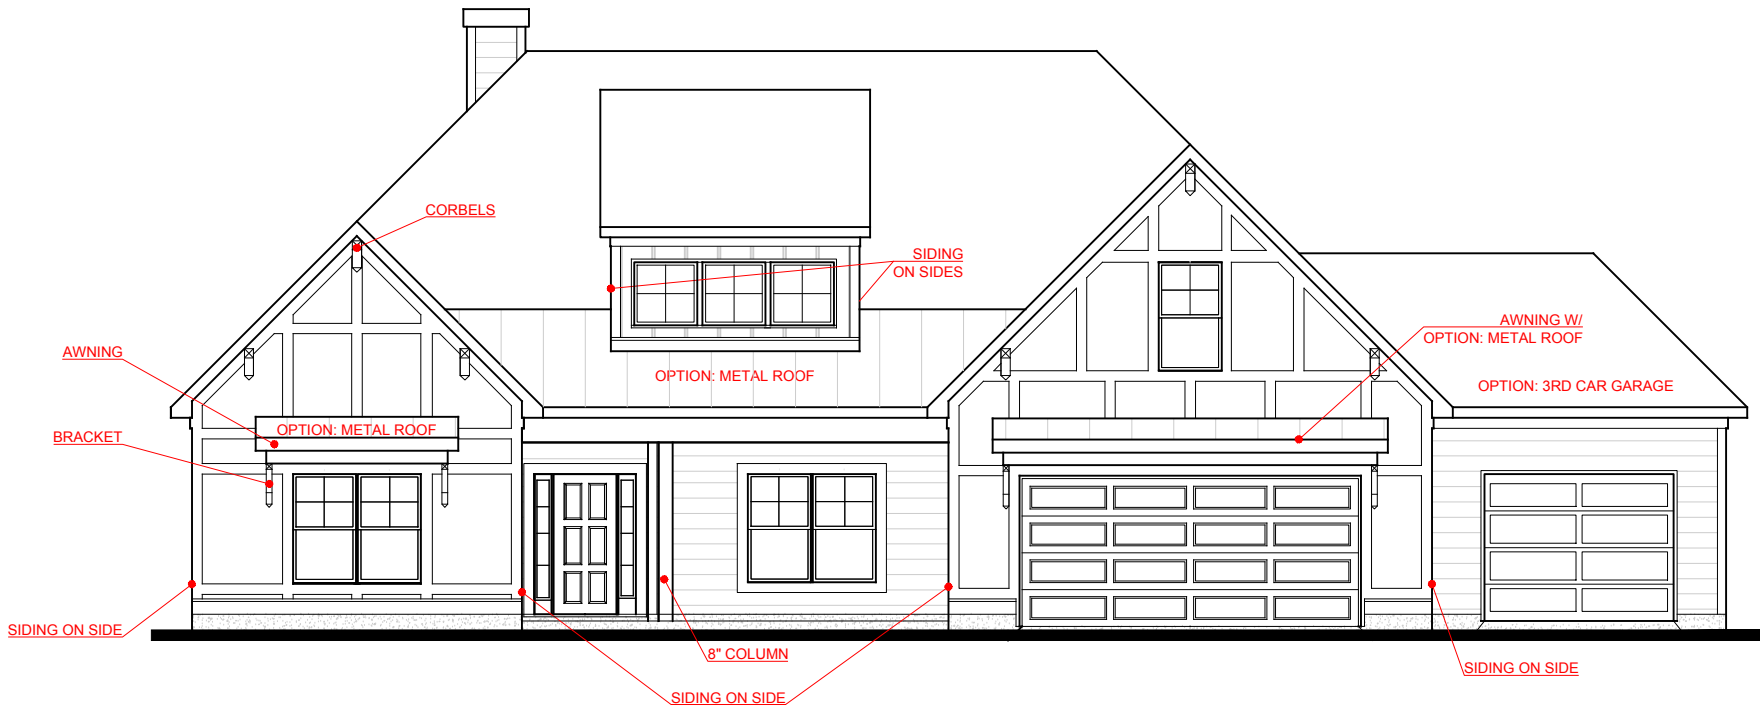 CORBELS
SIDING
ON SIDES
AWNING
AWNING W/
OPTION: METAL ROOF
OPTION: METAL ROOF
OPTION: 3RD CAR GARAGE
OPTION: METAL ROOF
BRACKET
SIDING ON SIDE
8" COLUMN
SIDING ON SIDE
SIDING ON SIDE